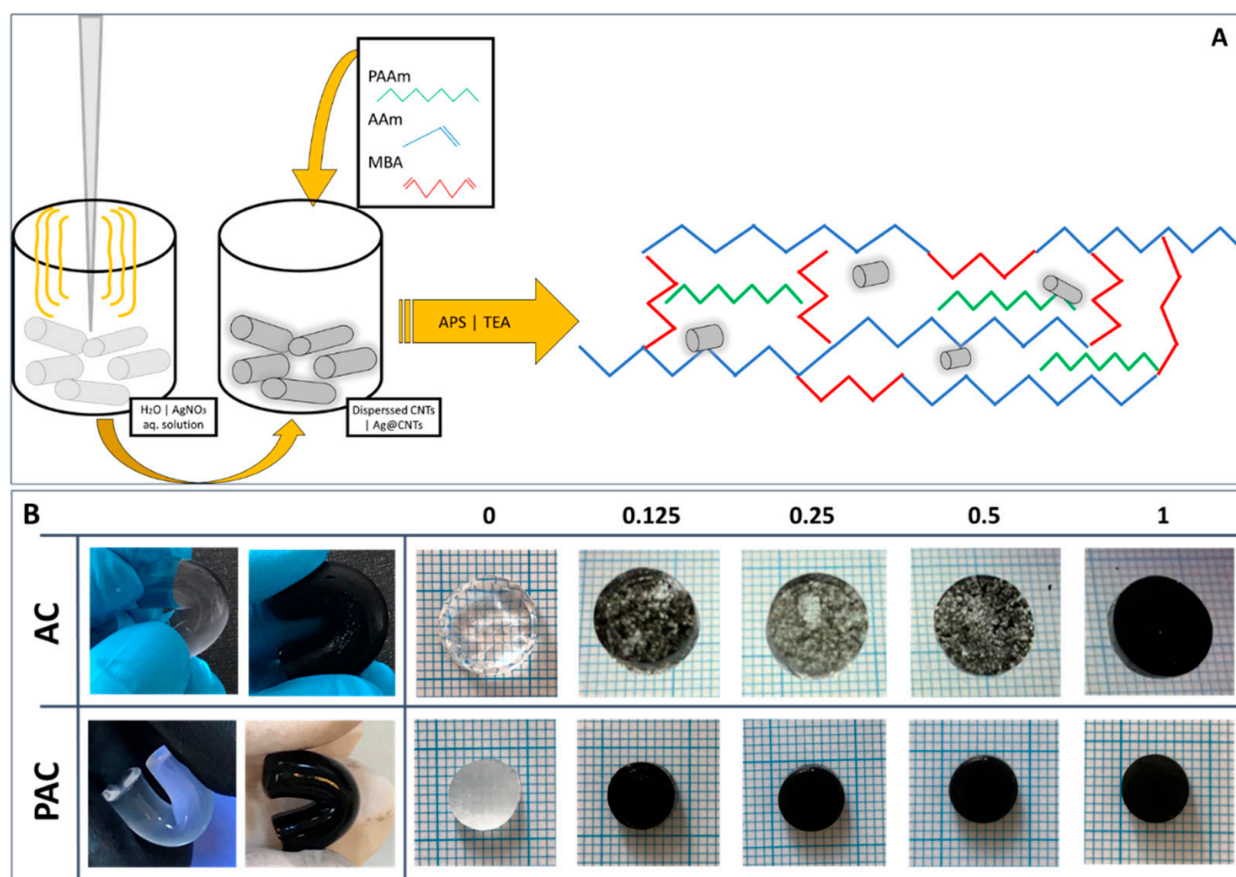 A
PAAm
AAm
MBA
APS | TEA
H₂O | AgNO₃
aq. solution
Disperssed CNTs
| Ag@CNTs
B
0 0.125 0.25 0.5 1
AC
PAC